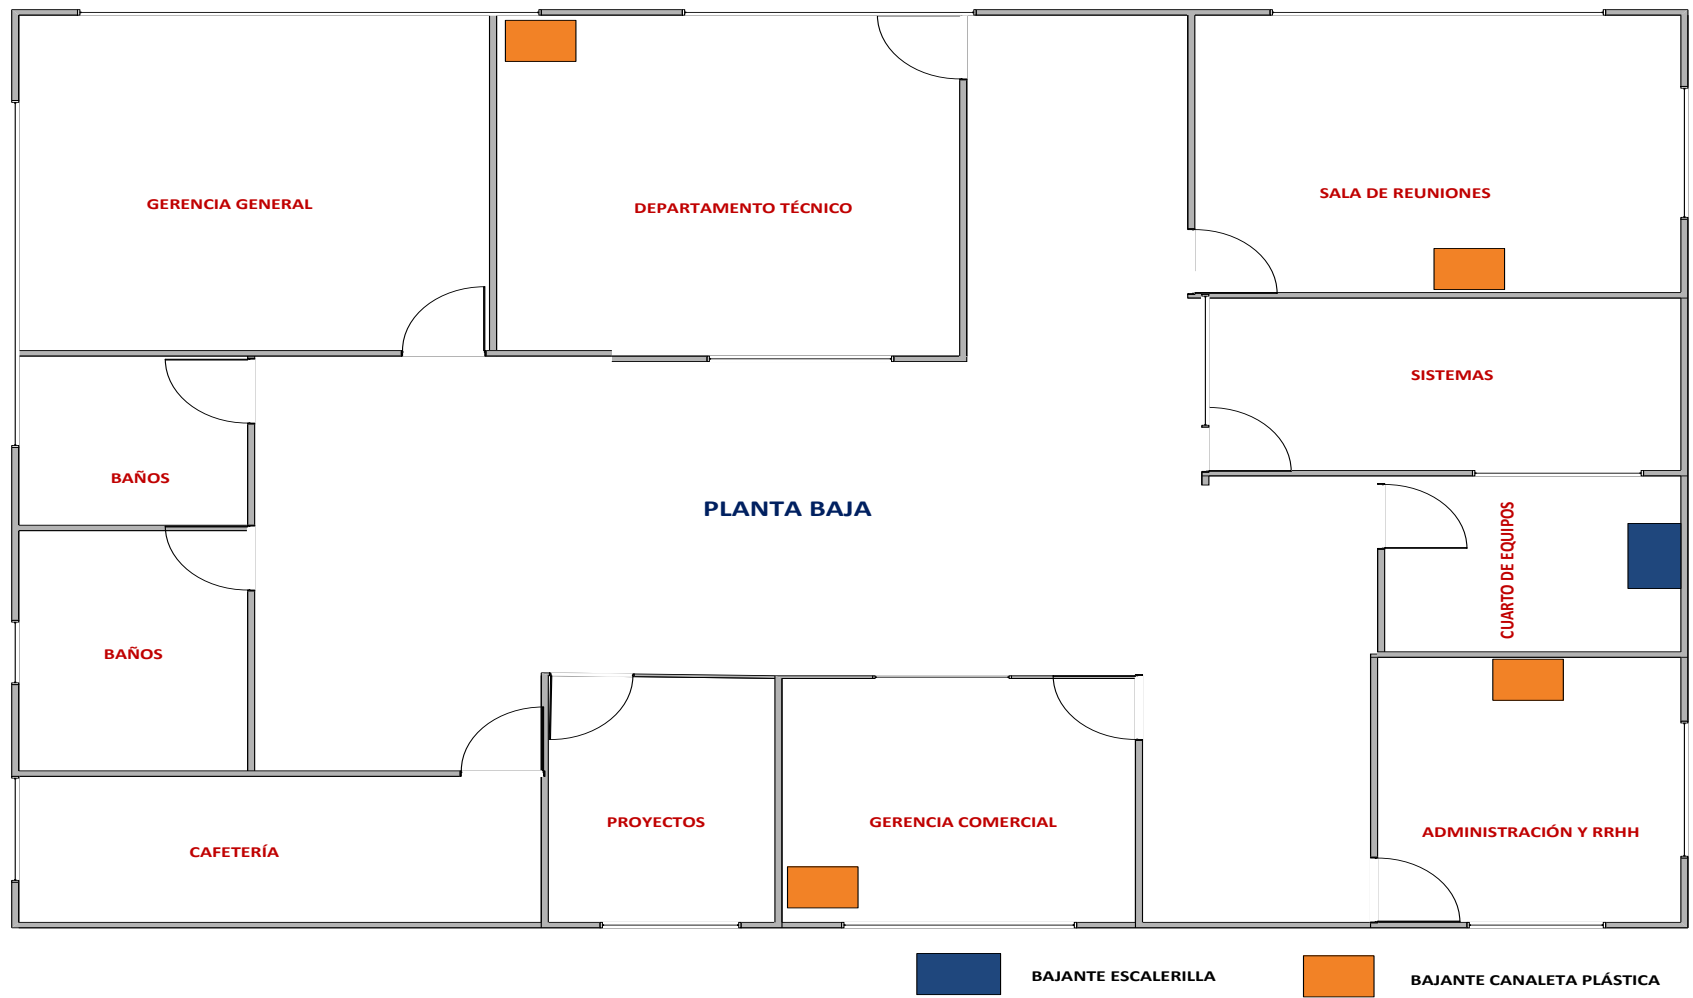 SALA DE REUNIONES
GERENCIA GENERAL
DEPARTAMENTO TÉCNICO
SISTEMAS
BAÑOS
PLANTA BAJA
CUARTO DE EQUIPOS
BAÑOS
PROYECTOS
GERENCIA COMERCIAL
ADMINISTRACIÓN Y RRHH
CAFETERÍA
BAJANTE ESCALERILLA
BAJANTE CANALETA PLÁSTICA